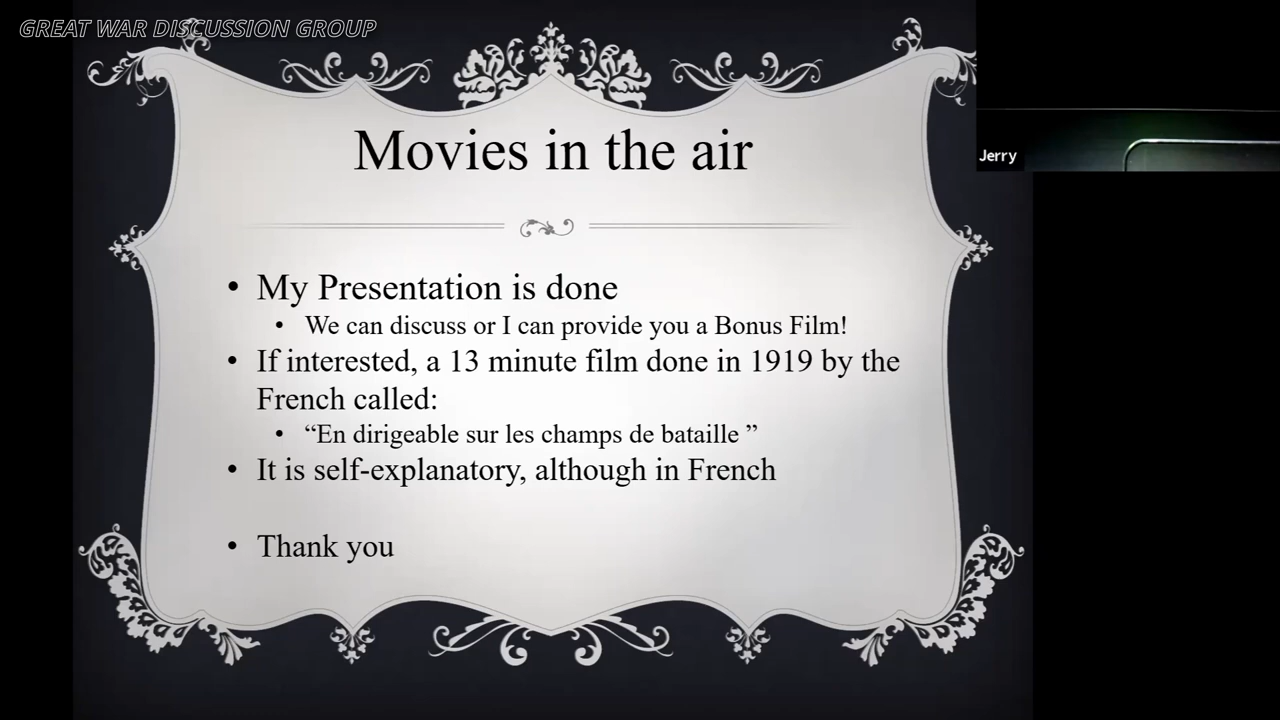 GREAT WAR DISCUSSION GROUP
Movies in the air
Jerry
• My Presentation is done
• We can discuss or I can provide you a Bonus Film!
• If interested, a 13 minute film done in 1919 by the
French called:
• “En dirigeable sur les champs de bataille ”
• It is self-explanatory, although in French
• Thank you